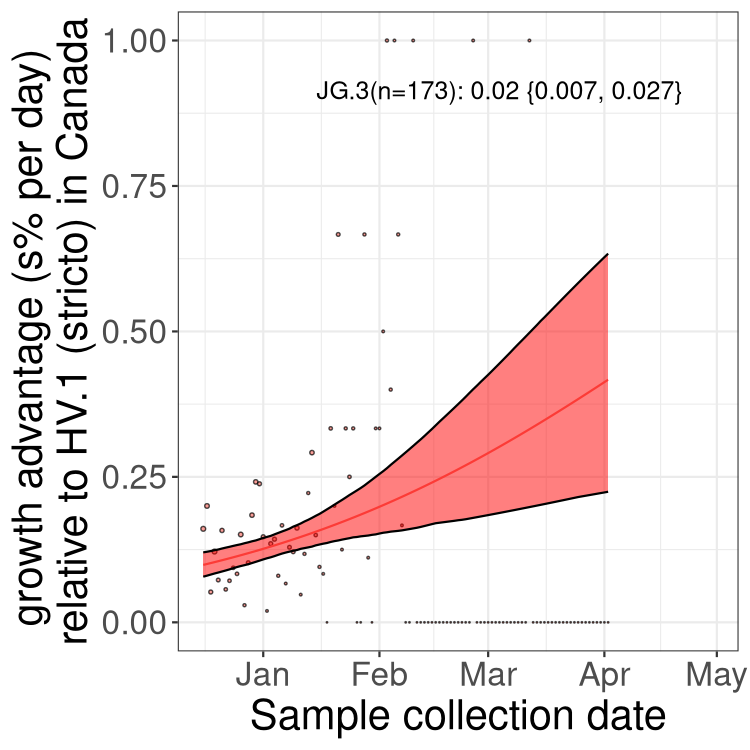 growth advantage (s% per day)
relative to HV.1 (stricto) in Canada
1.00
0.75
0.50
0.25
0.00
JG.3(n=173): 0.02 {0.007, 0.027}
Jan Feb Mar Apr May
Sample collection date